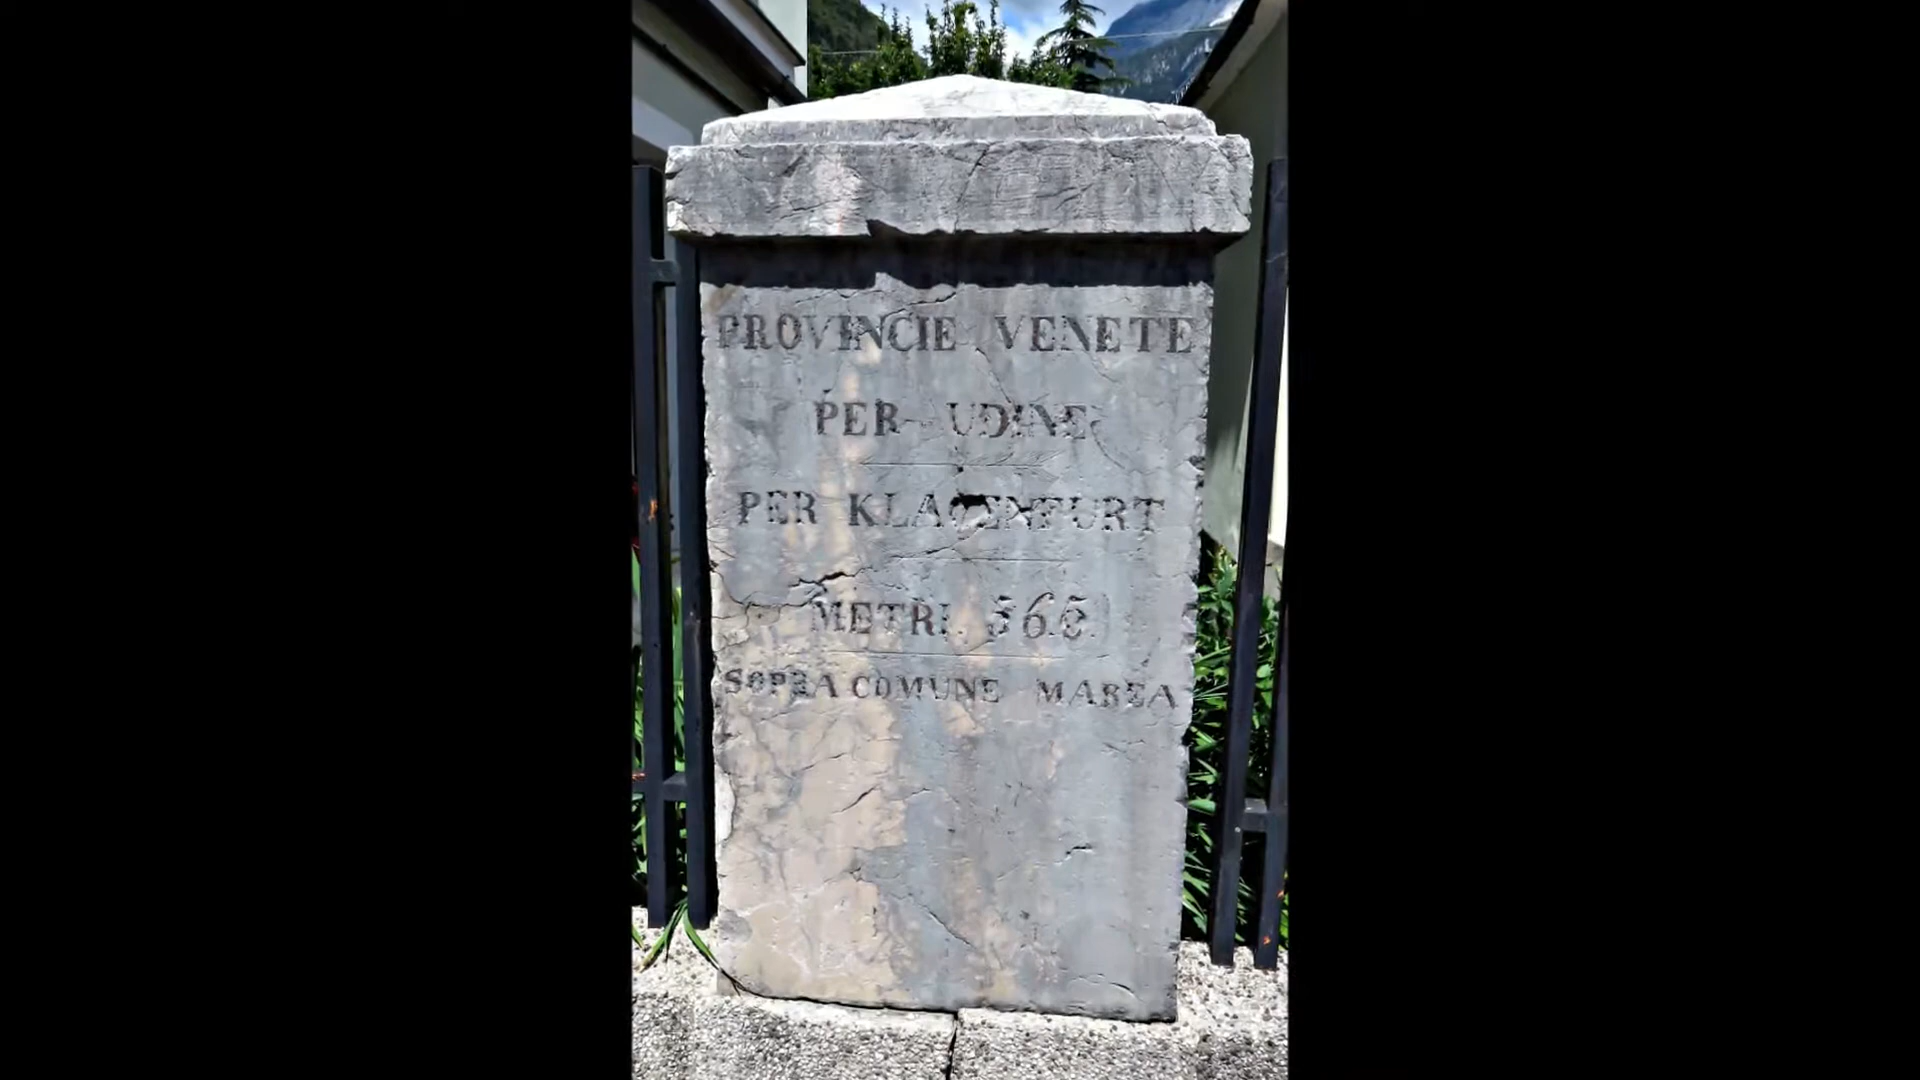 PROVINCIE VENETE
PER UDINE
PER KLAGENFURT
METRI. 565.
SOPRA COMUNE MAREA